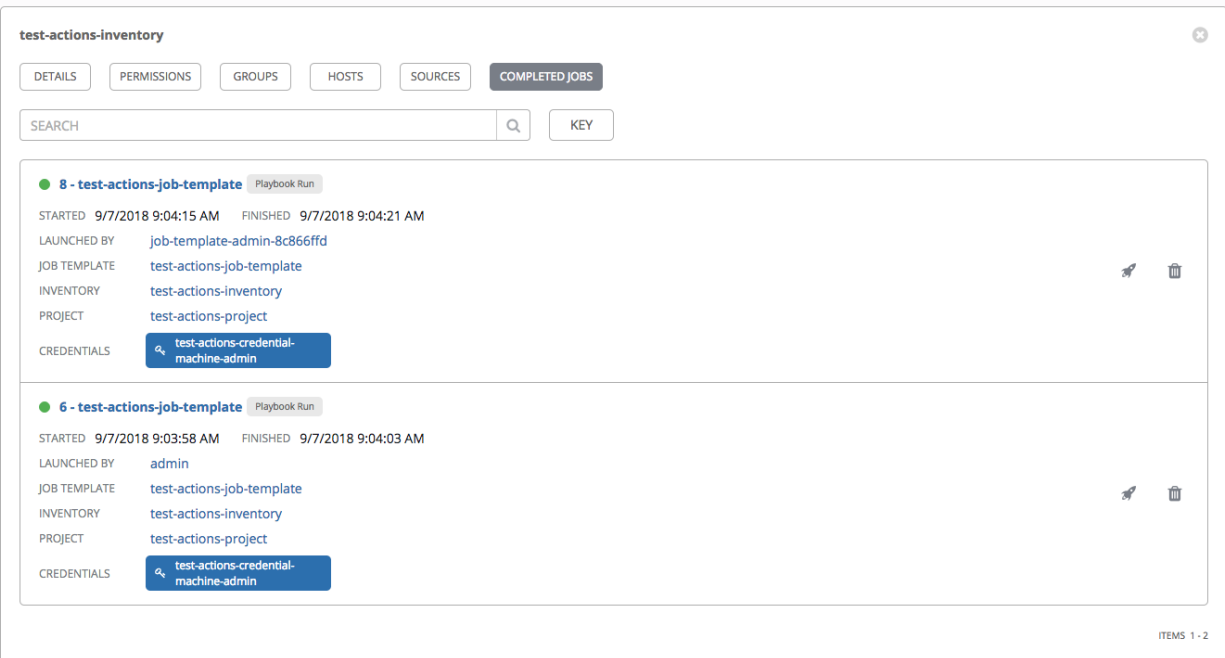 test-actions-inventory
DETAILS PERMISSIONS GROUPS HOSTS SOURCES COMPLETED JOBS
SEARCH KEY
8 - test-actions-job-template Playbook Run
STARTED 9/7/2018 9:04:15 AM FINISHED 9/7/2018 9:04:21 AM
LAUNCHED BY job-template-admin-8c866ffd
JOB TEMPLATE test-actions-job-template
INVENTORY test-actions-inventory
PROJECT test-actions-project
CREDENTIALS test-actions-credential-
machine-admin
6 - test-actions-job-template Playbook Run
STARTED 9/7/2018 9:03:58 AM FINISHED 9/7/2018 9:04:03 AM
LAUNCHED BY admin
JOB TEMPLATE test-actions-job-template
INVENTORY test-actions-inventory
PROJECT test-actions-project
CREDENTIALS test-actions-credential-
machine-admin
ITEMS 1 - 2